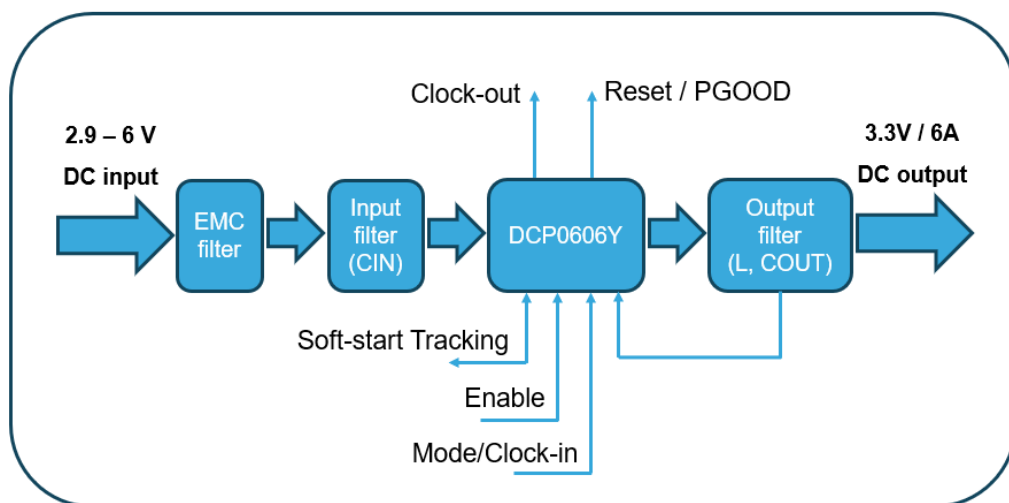 Clock-out
Reset / PGOOD
2.9 – 6 V
DC input
3.3V / 6A
DC output
EMC
filter
Input
filter
(CIN)
DCP0606Y
Output
filter
(L, COUT)
Soft-start Tracking
Enable
Mode/Clock-in